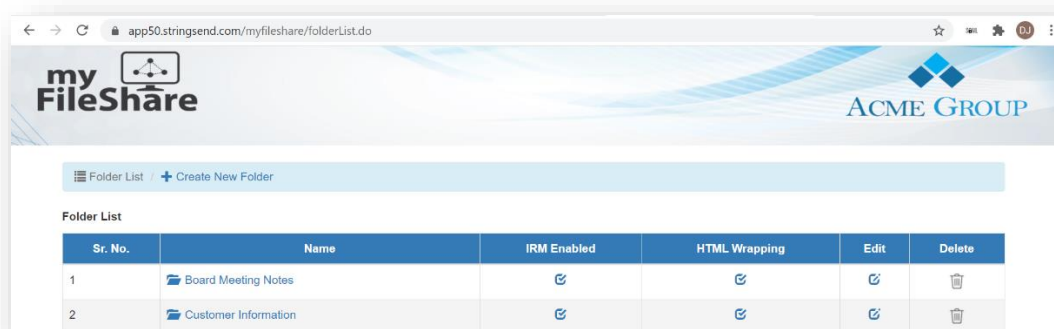 app50.stringsend.com/myfileshare/folderList.do
DJ
my
FileShare
ACME GROUP
Folder List / Create New Folder
Folder List
Sr. No. Name IRM Enabled HTML Wrapping Edit Delete
1 Board Meeting Notes
2 Customer Information